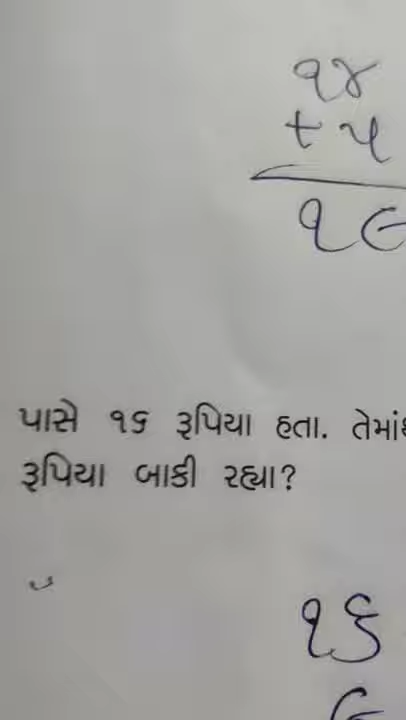 ૧૪
+ ૫
૧૯
પાસે ૧૬ રૂપિયા હતા. તેમાં
રૂપિયા બાકી રહ્યા?
૧૬